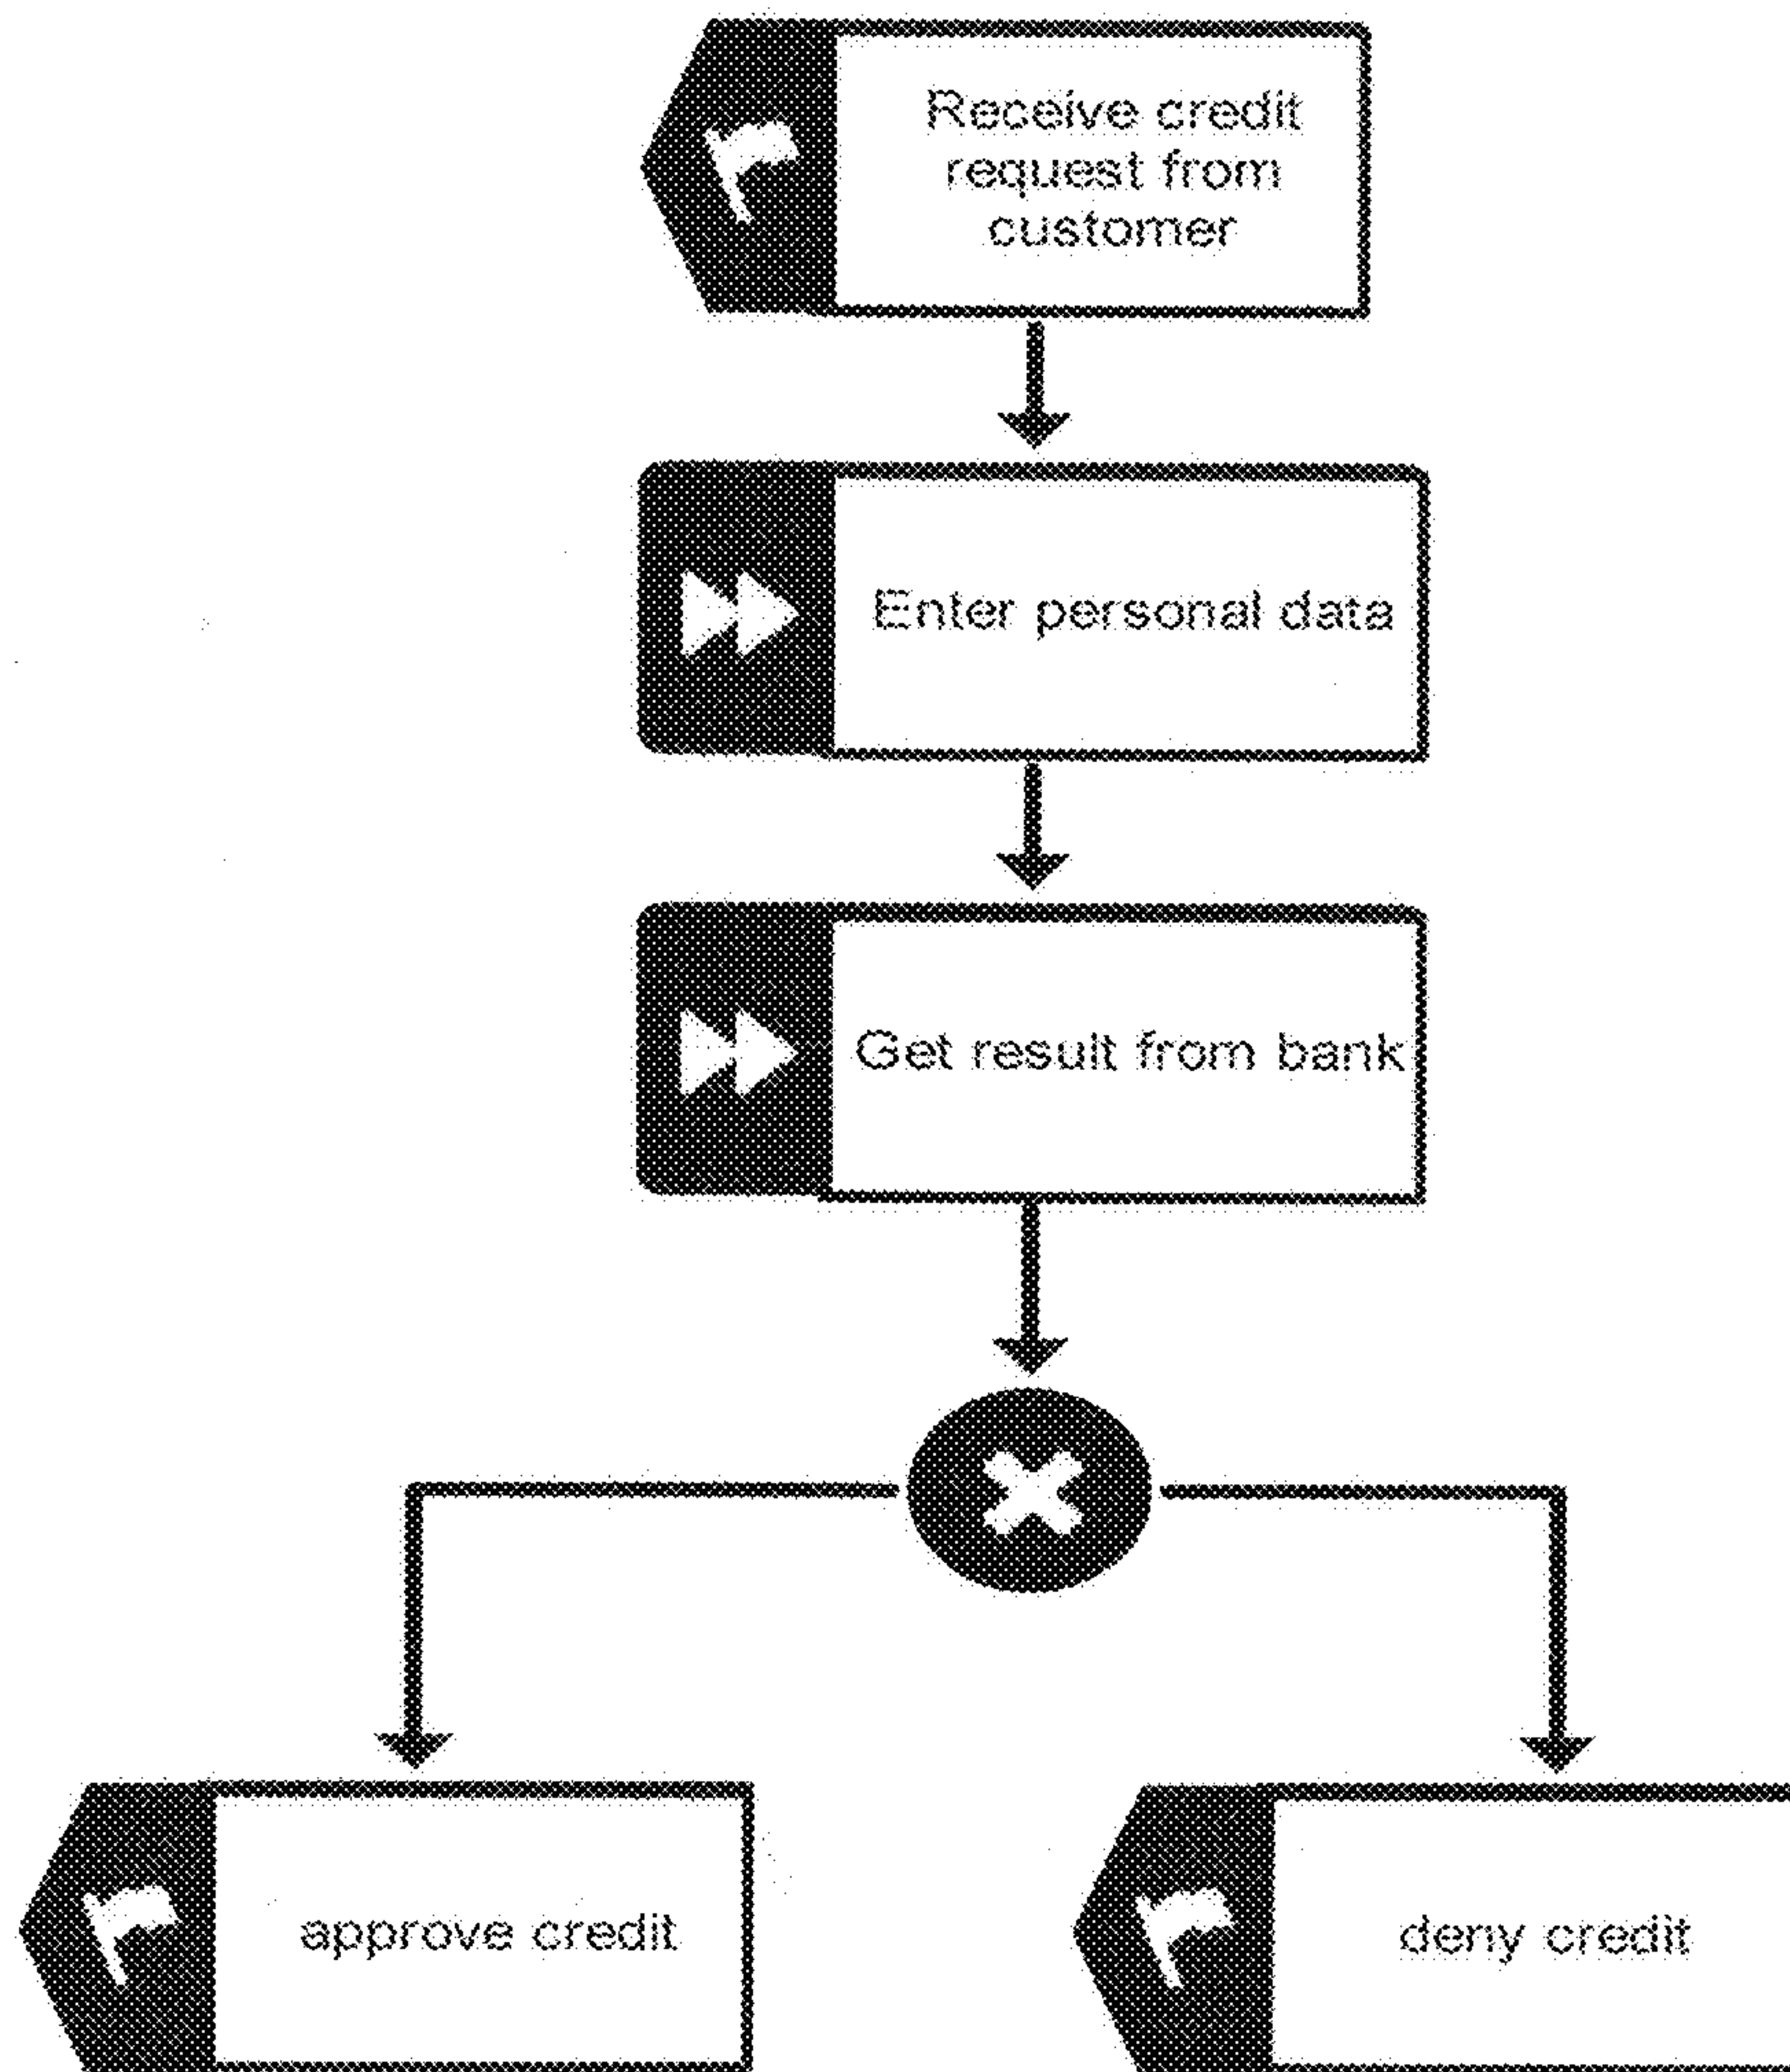 Receive credit
request from
customer
Enter personal data
Get result from bank
approve credit
deny credit